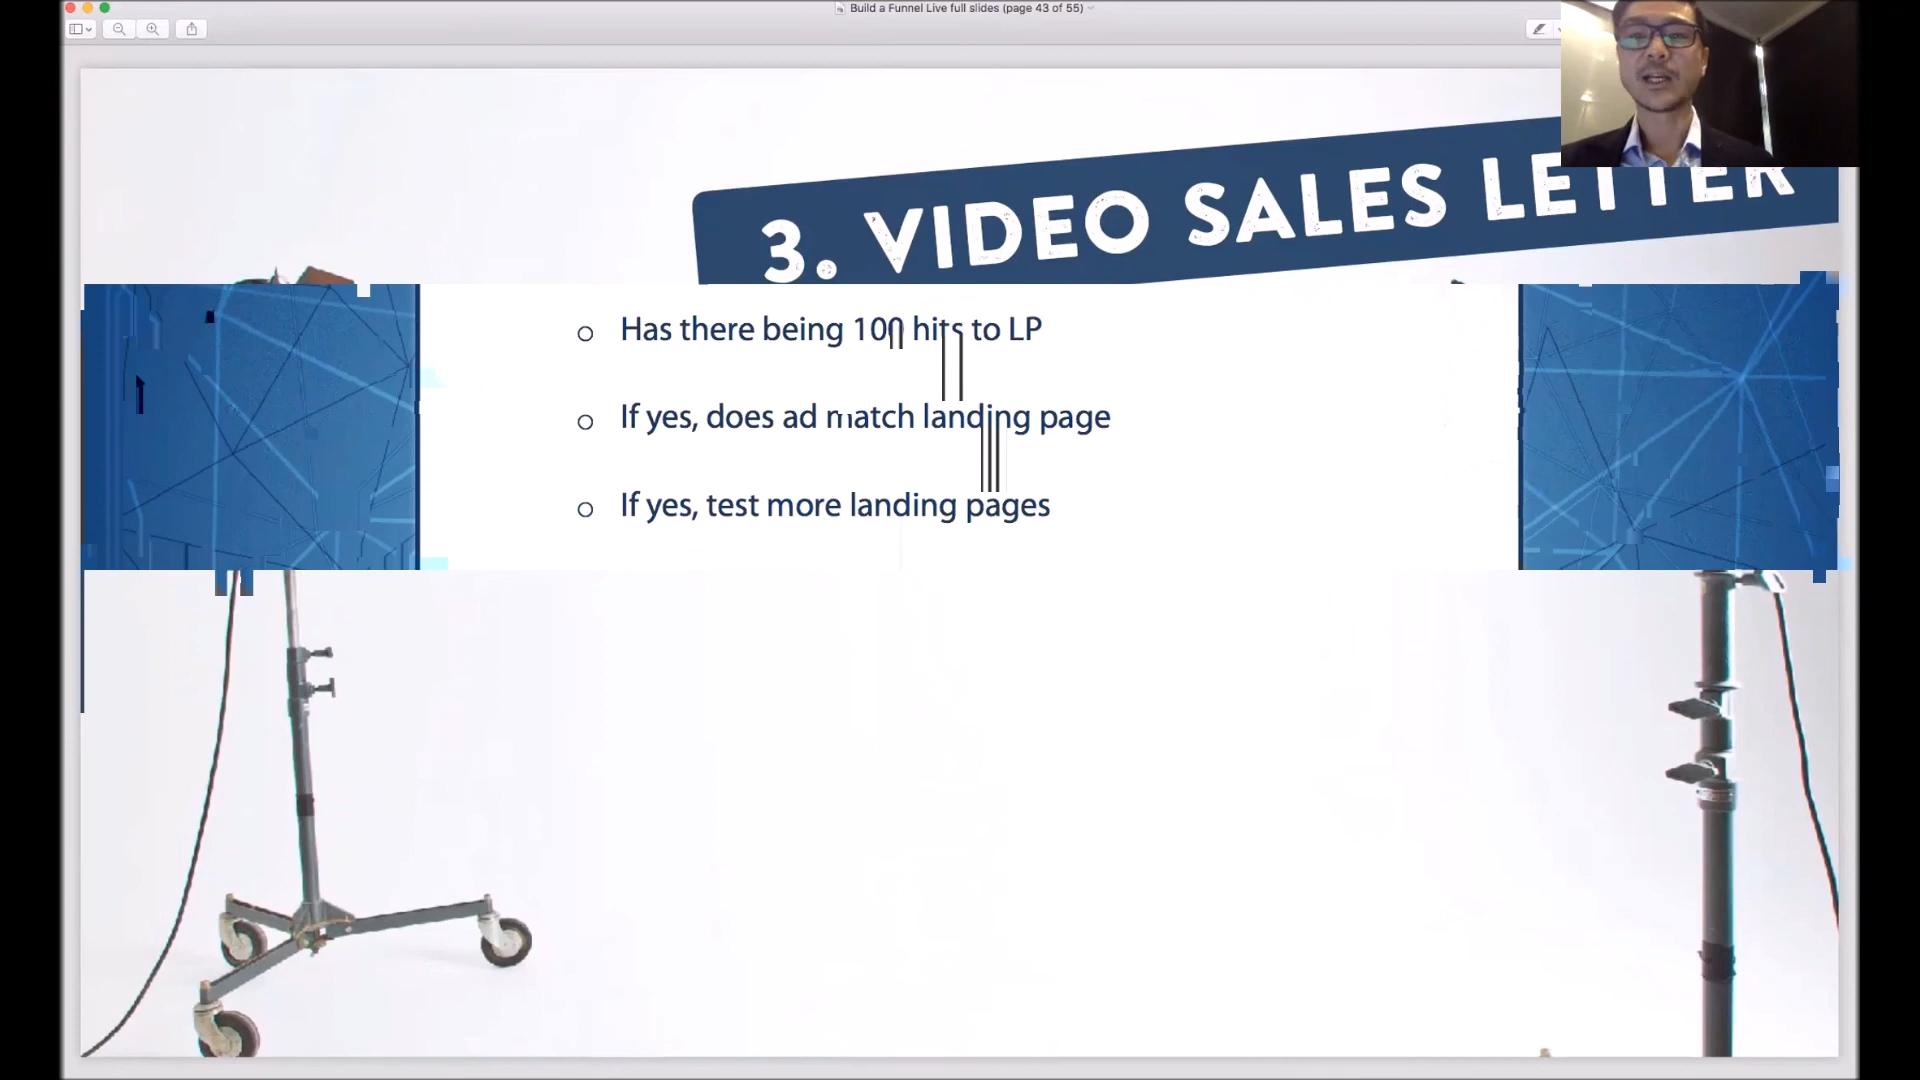 Build a Funnel Live full slides (page 43 of 55)
3. VIDEO SALES LETTER
Has there being 100 hits to LP
If yes, does ad match landing page
If yes, test more landing pages